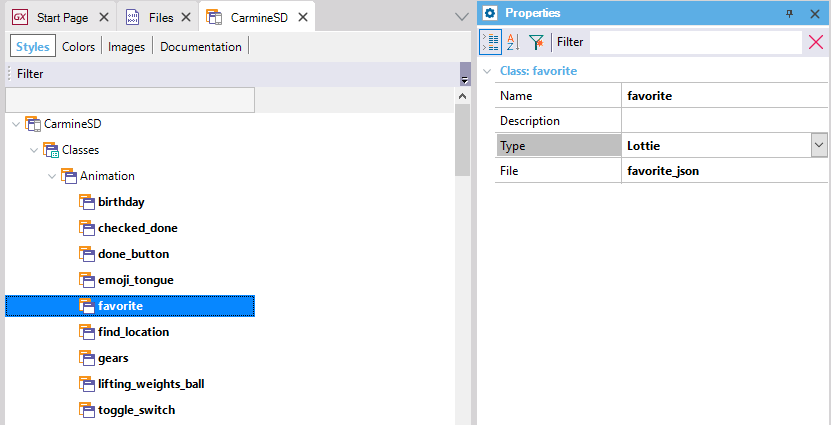 GX Start Page Files CarmineSD
Styles Colors Images Documentation
Filter
CarmineSD
Classes
Animation
birthday
checked_done
done_button
emoji_tongue
favorite
find_location
gears
lifting_weights_ball
toggle_switch
Properties
A Z Filter
Class: favorite
Name favorite
Description
Type Lottie
File favorite_json